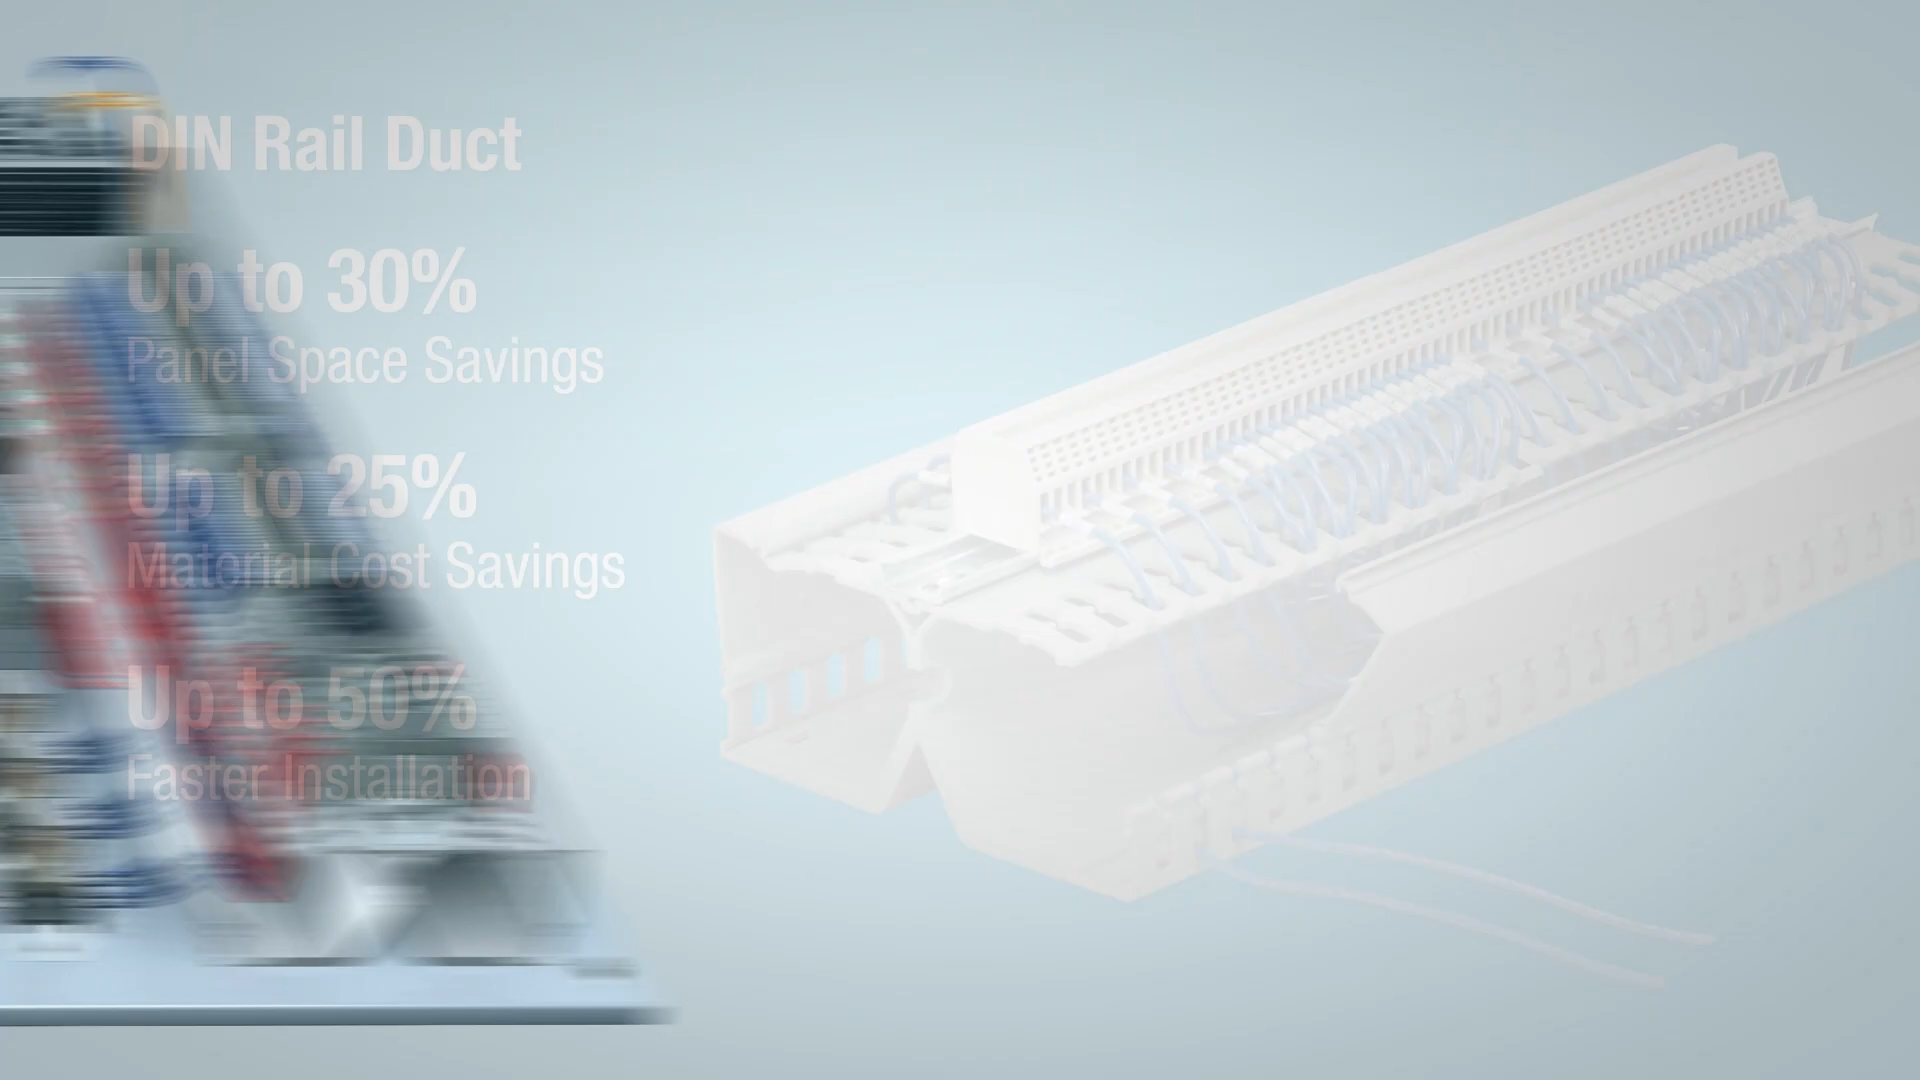 DIN Rail Duct
Up to 30%
Panel Space Savings
Up to 25%
Material Cost Savings
Up to 50%
Faster Installation